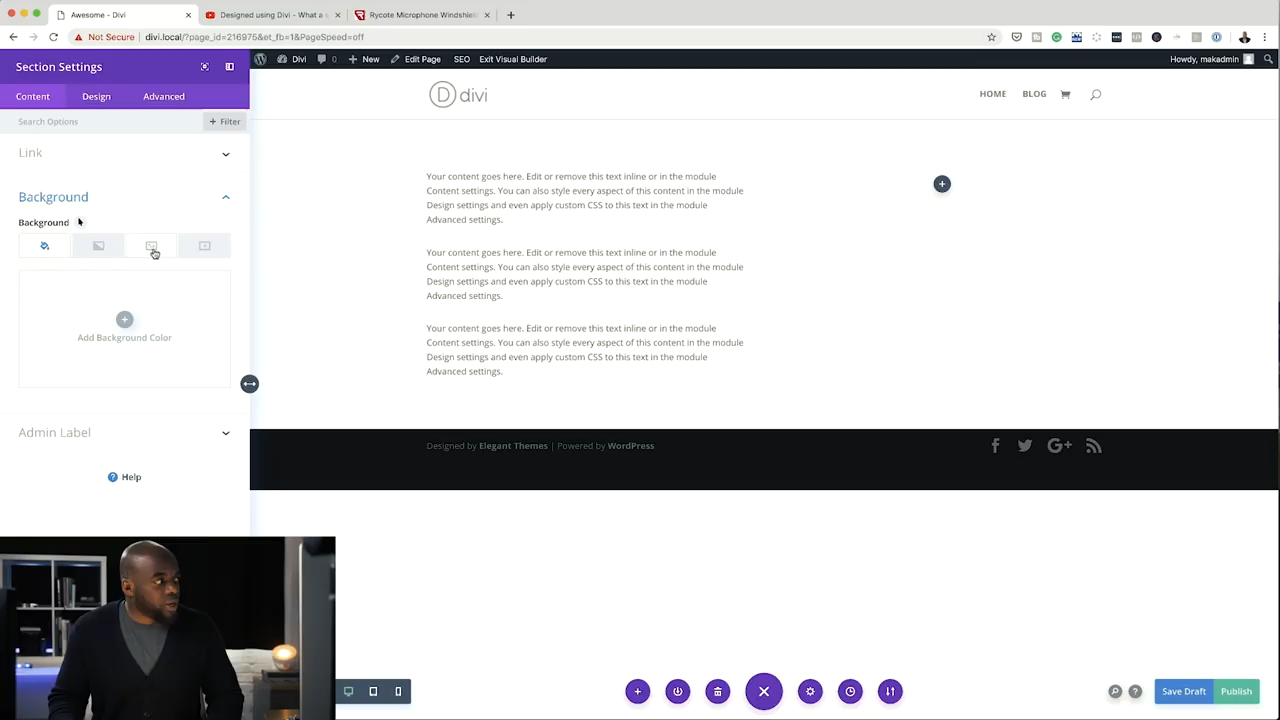 Awesome - Divi
Designed using Divi - What a
Rycote Microphone Windshiel
Not Secure divi.local/?page_id=216975&et_fb=1&PageSpeed=off
Section Settings
Divi 0 New Edit Page SEO Exit Visual Builder Howdy, makadmin
Content Design Advanced
Search Options
Filter
Link
Background
Background
Add Background Color
Admin Label
Help
D divi
HOME BLOG
Your content goes here. Edit or remove this text inline or in the module
Content settings. You can also style every aspect of this content in the module
Design settings and even apply custom CSS to this text in the module
Advanced settings.
Your content goes here. Edit or remove this text inline or in the module
Content settings. You can also style every aspect of this content in the module
Design settings and even apply custom CSS to this text in the module
Advanced settings.
Your content goes here. Edit or remove this text inline or in the module
Content settings. You can also style every aspect of this content in the module
Design settings and even apply custom CSS to this text in the module
Advanced settings.
Designed by Elegant Themes | Powered by WordPress
G+
Save Draft Publish